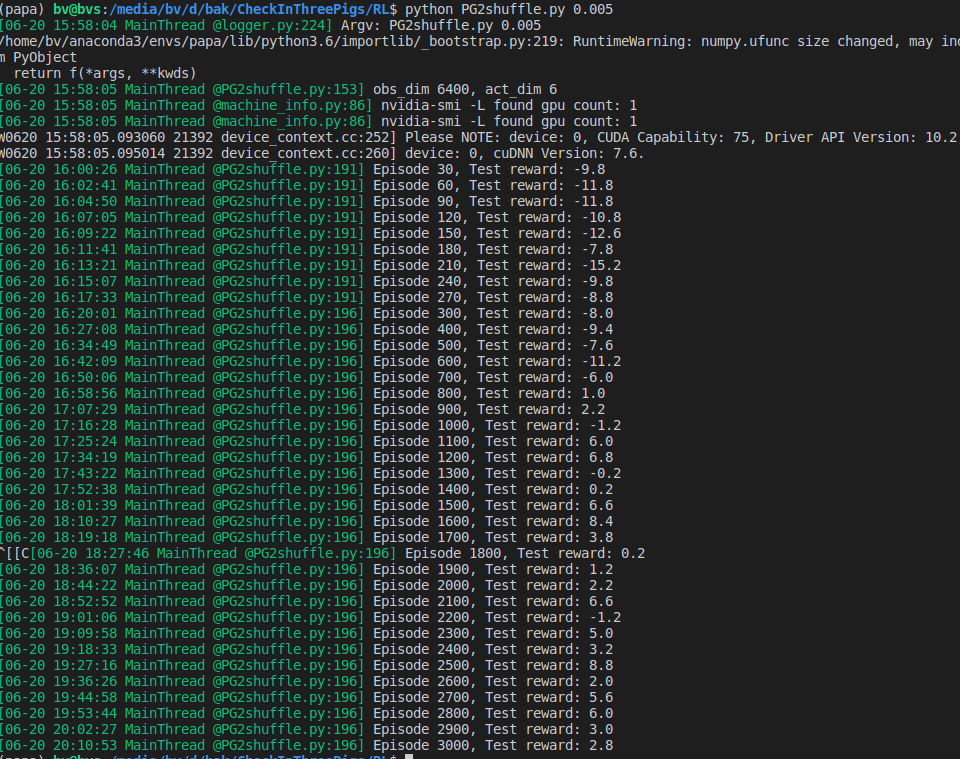 (papa) bv@bvs:/media/bv/d/bak/CheckInThreePigs/RL$ python PG2shuffle.py 0.005
[06-20 15:58:04 MainThread @logger.py:224] Argv: PG2shuffle.py 0.005
/home/bv/anaconda3/envs/papa/lib/python3.6/importlib/_bootstrap.py:219: RuntimeWarning: numpy.ufunc size changed, may ind
m PyObject
return f(*args, **kwds)
[06-20 15:58:05 MainThread @PG2shuffle.py:153] obs_dim 6400, act_dim 6
[06-20 15:58:05 MainThread @machine_info.py:86] nvidia-smi -L found gpu count: 1
[06-20 15:58:05 MainThread @machine_info.py:86] nvidia-smi -L found gpu count: 1
W0620 15:58:05.093060 21392 device_context.cc:252] Please NOTE: device: 0, CUDA Capability: 75, Driver API Version: 10.2
W0620 15:58:05.095014 21392 device_context.cc:260] device: 0, cuDNN Version: 7.6.
[06-20 16:00:26 MainThread @PG2shuffle.py:191] Episode 30, Test reward: -9.8
[06-20 16:02:41 MainThread @PG2shuffle.py:191] Episode 60, Test reward: -11.8
[06-20 16:04:50 MainThread @PG2shuffle.py:191] Episode 90, Test reward: -11.8
[06-20 16:07:05 MainThread @PG2shuffle.py:191] Episode 120, Test reward: -10.8
[06-20 16:09:22 MainThread @PG2shuffle.py:191] Episode 150, Test reward: -12.6
[06-20 16:11:41 MainThread @PG2shuffle.py:191] Episode 180, Test reward: -7.8
[06-20 16:13:21 MainThread @PG2shuffle.py:191] Episode 210, Test reward: -15.2
[06-20 16:15:07 MainThread @PG2shuffle.py:191] Episode 240, Test reward: -9.8
[06-20 16:17:33 MainThread @PG2shuffle.py:191] Episode 270, Test reward: -8.8
[06-20 16:20:01 MainThread @PG2shuffle.py:191] Episode 300, Test reward: -8.0
[06-20 16:27:08 MainThread @PG2shuffle.py:196] Episode 400, Test reward: -9.4
[06-20 16:34:49 MainThread @PG2shuffle.py:196] Episode 500, Test reward: -7.6
[06-20 16:42:09 MainThread @PG2shuffle.py:196] Episode 600, Test reward: -11.2
[06-20 16:50:06 MainThread @PG2shuffle.py:196] Episode 700, Test reward: -6.0
[06-20 16:58:56 MainThread @PG2shuffle.py:196] Episode 800, Test reward: 1.0
[06-20 17:07:29 MainThread @PG2shuffle.py:196] Episode 900, Test reward: 2.2
[06-20 17:16:28 MainThread @PG2shuffle.py:196] Episode 1000, Test reward: -1.2
[06-20 17:25:24 MainThread @PG2shuffle.py:196] Episode 1100, Test reward: 6.0
[06-20 17:34:19 MainThread @PG2shuffle.py:196] Episode 1200, Test reward: 6.8
[06-20 17:43:22 MainThread @PG2shuffle.py:196] Episode 1300, Test reward: -0.2
[06-20 17:52:38 MainThread @PG2shuffle.py:196] Episode 1400, Test reward: 0.2
[06-20 18:01:39 MainThread @PG2shuffle.py:196] Episode 1500, Test reward: 6.6
[06-20 18:10:27 MainThread @PG2shuffle.py:196] Episode 1600, Test reward: 8.4
[06-20 18:19:18 MainThread @PG2shuffle.py:196] Episode 1700, Test reward: 3.8
^[[C[06-20 18:27:46 MainThread @PG2shuffle.py:196] Episode 1800, Test reward: 0.2
[06-20 18:36:07 MainThread @PG2shuffle.py:196] Episode 1900, Test reward: 1.2
[06-20 18:44:22 MainThread @PG2shuffle.py:196] Episode 2000, Test reward: 2.2
[06-20 18:52:52 MainThread @PG2shuffle.py:196] Episode 2100, Test reward: 6.6
[06-20 19:01:06 MainThread @PG2shuffle.py:196] Episode 2200, Test reward: -1.2
[06-20 19:09:58 MainThread @PG2shuffle.py:196] Episode 2300, Test reward: 5.0
[06-20 19:18:33 MainThread @PG2shuffle.py:196] Episode 2400, Test reward: 3.2
[06-20 19:27:16 MainThread @PG2shuffle.py:196] Episode 2500, Test reward: 8.8
[06-20 19:36:26 MainThread @PG2shuffle.py:196] Episode 2600, Test reward: 2.0
[06-20 19:44:58 MainThread @PG2shuffle.py:196] Episode 2700, Test reward: 5.6
[06-20 19:53:44 MainThread @PG2shuffle.py:196] Episode 2800, Test reward: 6.0
[06-20 20:02:27 MainThread @PG2shuffle.py:196] Episode 2900, Test reward: 3.0
[06-20 20:10:53 MainThread @PG2shuffle.py:196] Episode 3000, Test reward: 2.8
(papa) bv@bvs:/media/bv/d/bak/CheckInThreePigs/RL$